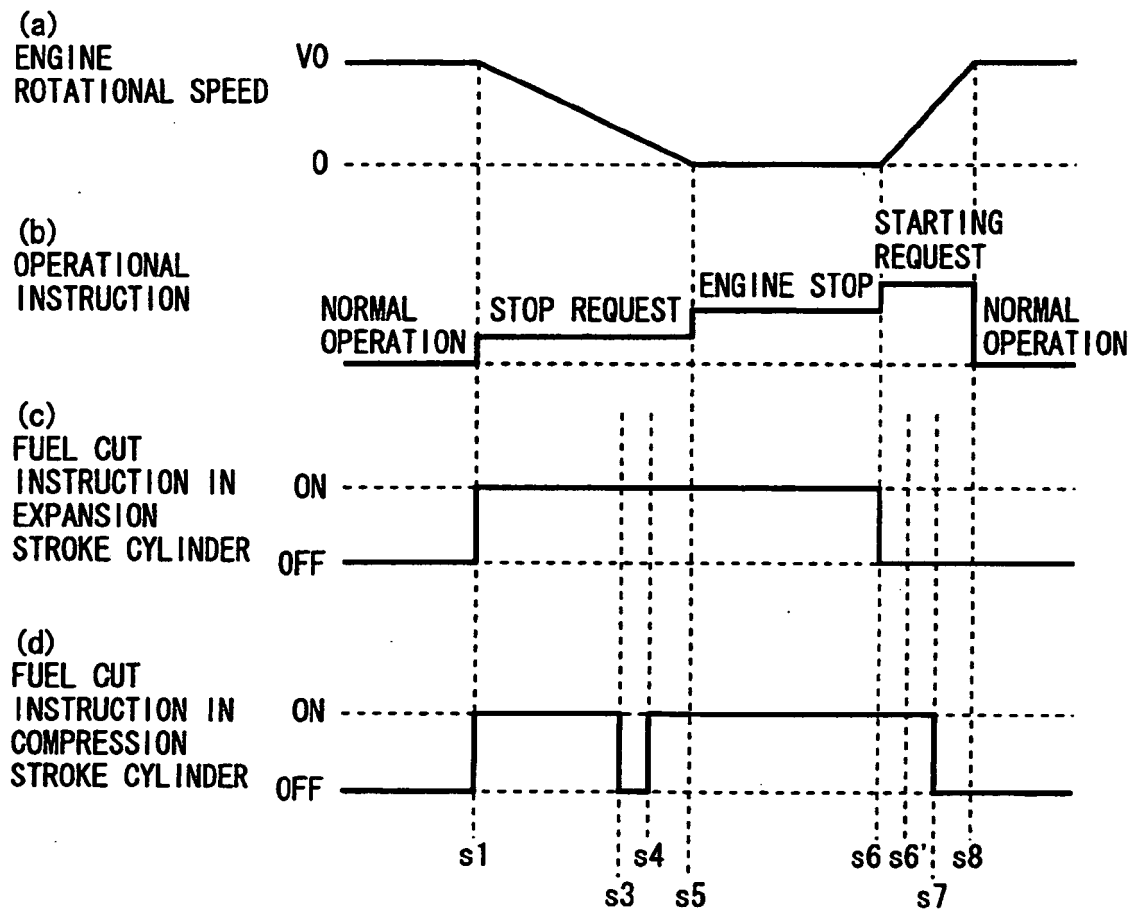 (a)
ENGINE
ROTATIONAL SPEED
V0
0
(b)
OPERATIONAL
INSTRUCTION
NORMAL
OPERATION
STOP REQUEST
ENGINE STOP
STARTING
REQUEST
NORMAL
OPERATION
(c)
FUEL CUT
INSTRUCTION IN
EXPANSION
STROKE CYLINDER
ON
OFF
(d)
FUEL CUT
INSTRUCTION IN
COMPRESSION
STROKE CYLINDER
ON
OFF
s1
s3
s4
s5
s6
s6'
s7
s8